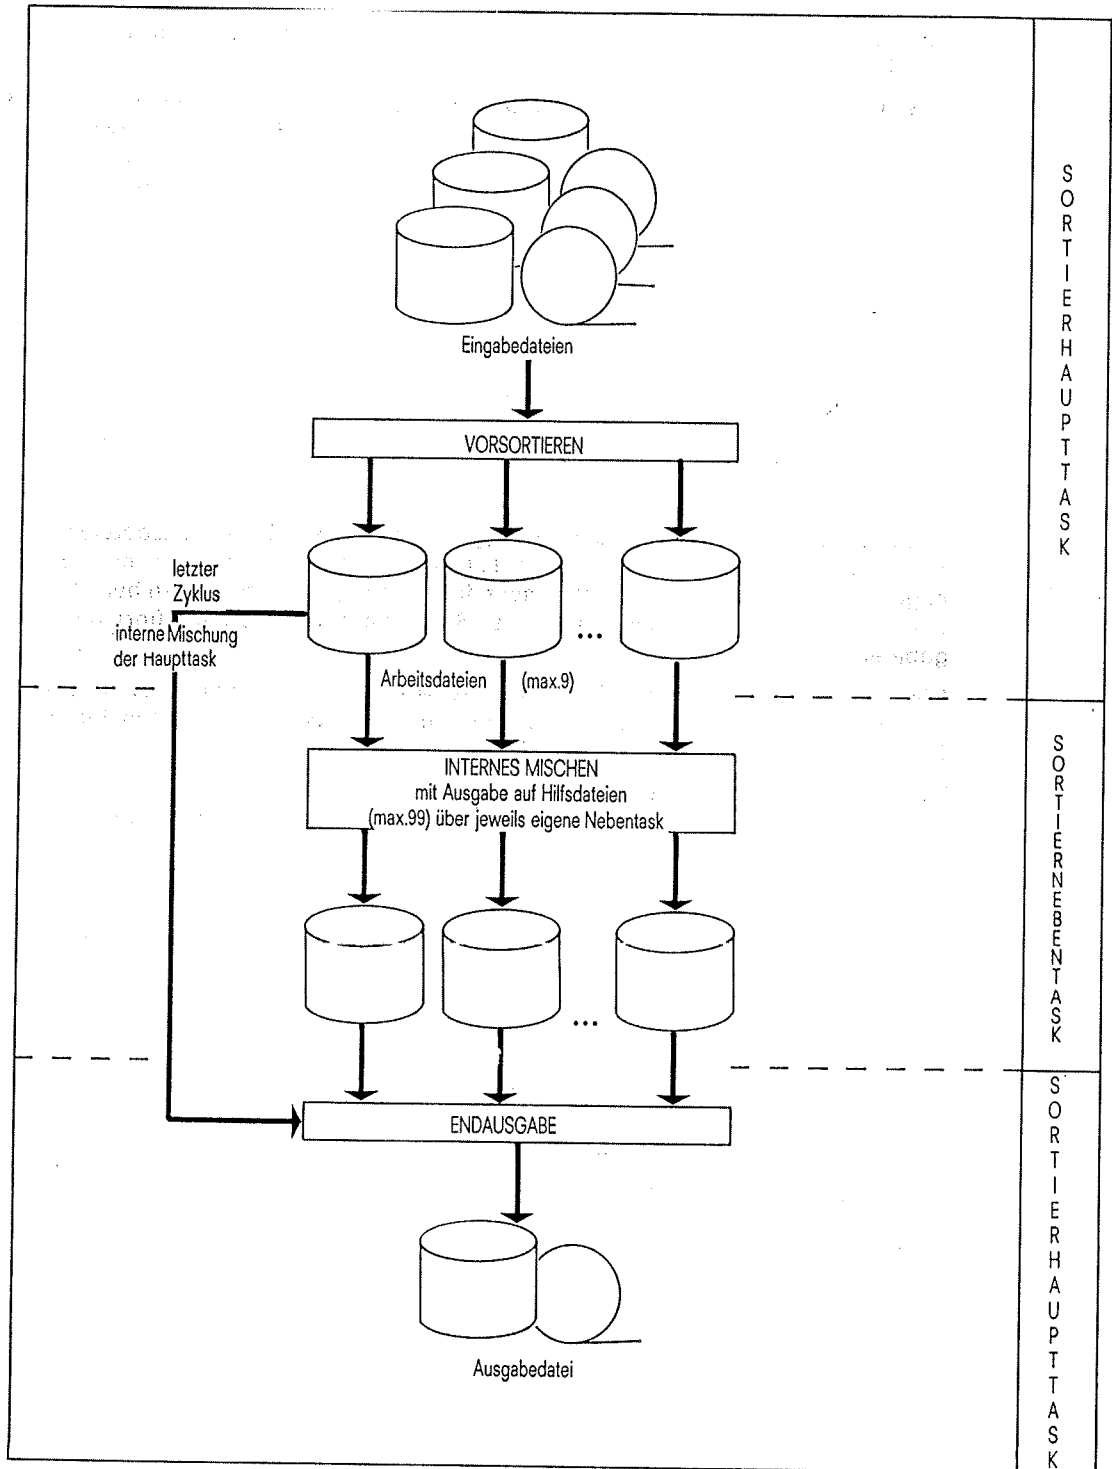 Eingabedateien
VORSORTIEREN
letzter
Zyklus
interne Mischung
der Haupttask
...
Arbeitsdateien (max.9)
INTERNES MISCHEN
mit Ausgabe auf Hilfsdateien
(max.99) über jeweils eigene Nebentask
...
ENDAUSGABE
Ausgabedatei
SORTIERHAUPTTASK
SORTIERNEBENTASK
SORTIERHAUPTTASK